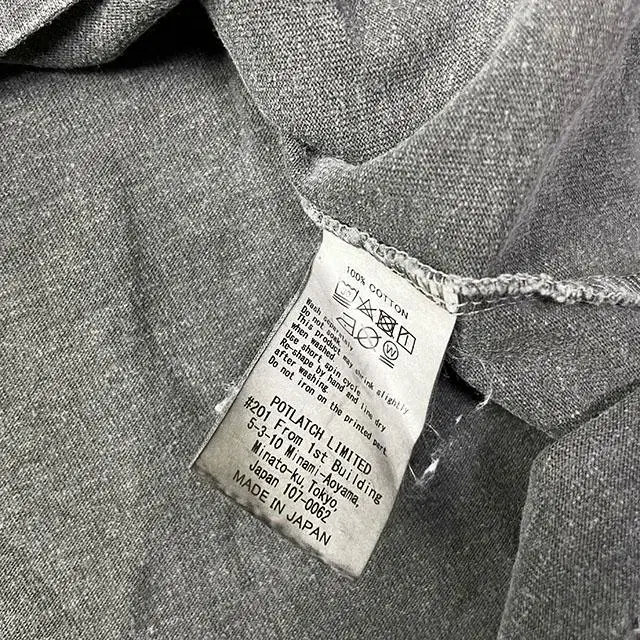 100% COTTON
Wash separately
Do not soak.
This product may shrink slightly
when washed.
Use short spin cycle
Re-shape by hand and line dry
after washing.
Do not iron on the printed part.
POTLATCH LIMITED
#201 From 1st Building
5-3-10 Minami-Aoyama,
Minato-ku, Tokyo,
Japan 107-0062
MADE IN JAPAN